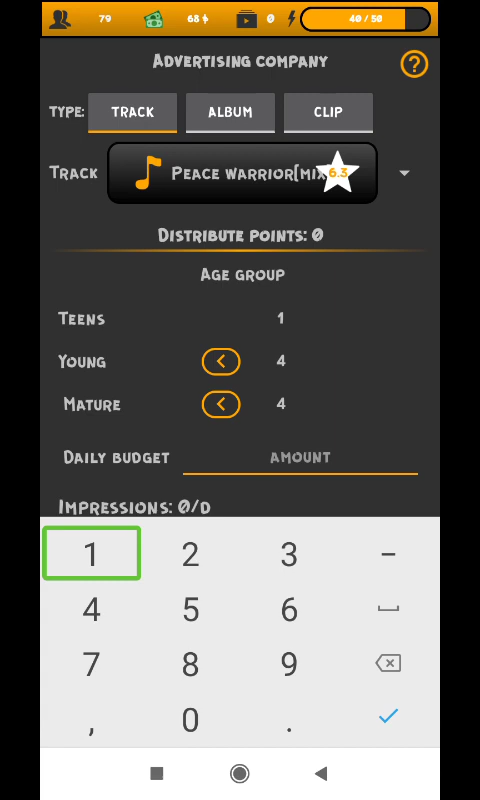 79 68 0 40 / 50
Advertising company
?
Type: Track Album Clip
Track Peace Warrior[mix 6.3
Distribute points: 0
Age group
Teens 1
Young < 4
Mature < 4
Daily budget amount
Impressions: 0/d
1 2 3 –
4 5 6
7 8 9
, 0 .